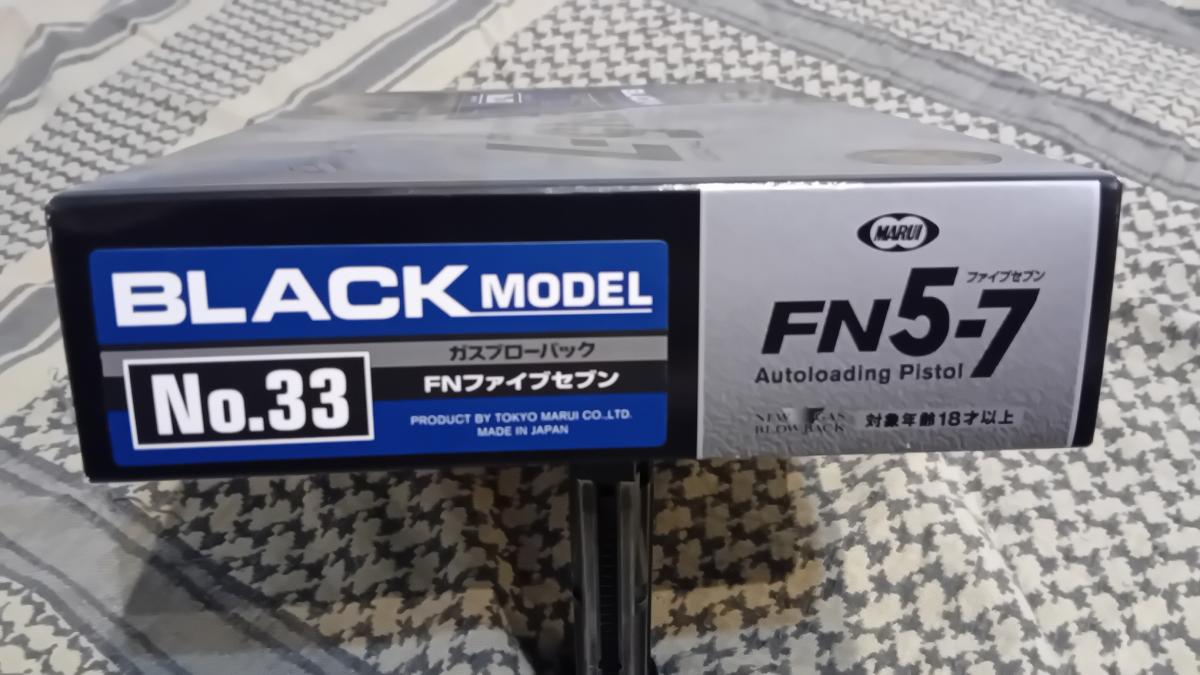 BLACK MODEL
ガスブローバック
No.33
FNファイブセブン
PRODUCT BY TOKYO MARUI CO.,LTD.
MADE IN JAPAN
MARUI
ファイブセブン
FN5-7
Autoloading Pistol
NEW GAS
BLOW BACK
対象年齢18才以上